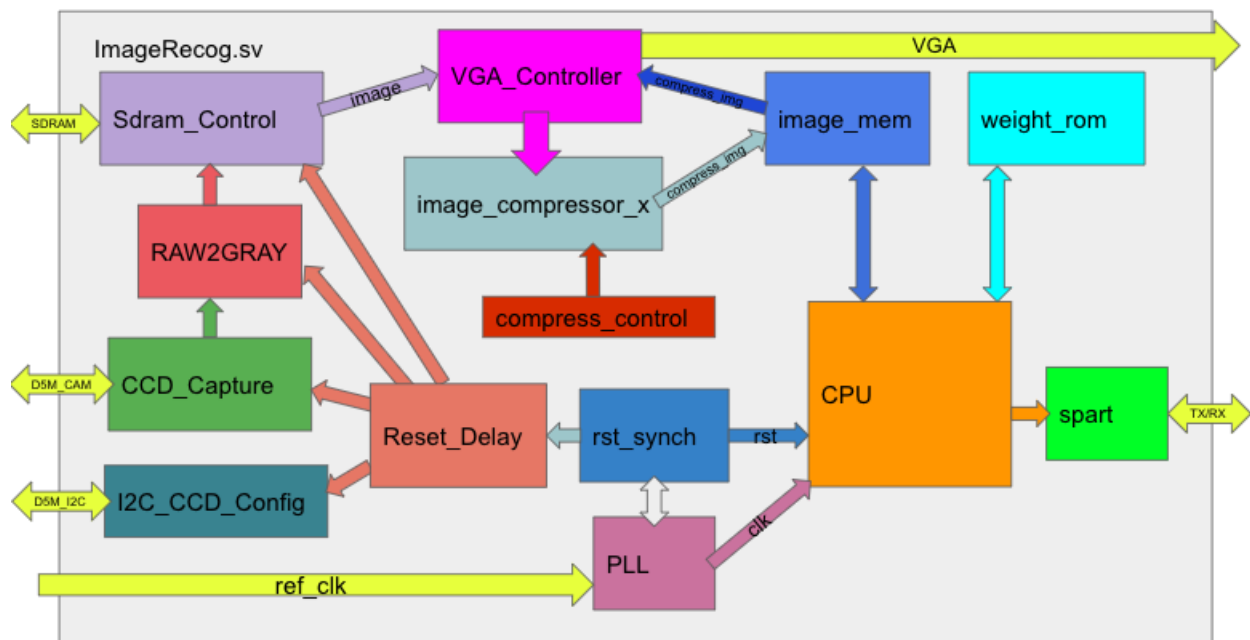 ImageRecog.sv
VGA_Controller
VGA
Sdram_Control
image
compress_img
image_mem
weight_rom
SDRAM
image_compressor_x
compress_img
RAW2GRAY
compress_control
D5M_CAM
CCD_Capture
CPU
spart
TX/RX
Reset_Delay
rst_synch
rst
D5M_I2C
I2C_CCD_Config
clk
PLL
ref_clk